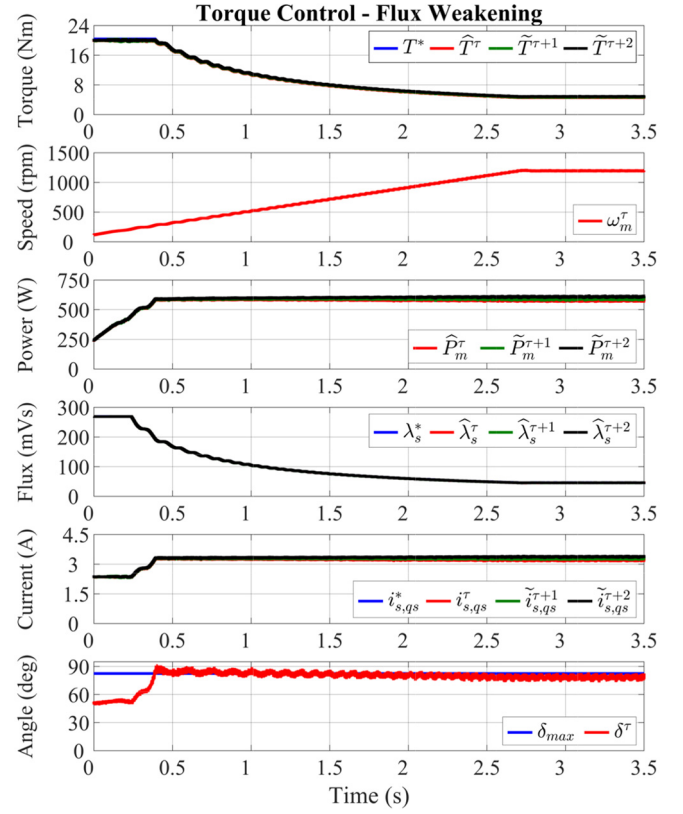 Torque Control - Flux Weakening
Torque (Nm)
24
16
8
0
T* T̂^τ T̃^τ+1 T̃^τ+2
0 0.5 1 1.5 2 2.5 3 3.5
Speed (rpm)
1500
1000
500
0
ω_m^τ
0 0.5 1 1.5 2 2.5 3 3.5
Power (W)
750
500
250
0
P̂_m^τ P̃_m^τ+1 P̃_m^τ+2
0 0.5 1 1.5 2 2.5 3 3.5
Flux (mVs)
300
200
100
0
λ_s^* λ̂_s^τ λ̂_s^τ+1 λ̂_s^τ+2
0 0.5 1 1.5 2 2.5 3 3.5
Current (A)
4.5
3
1.5
0
i_s,qs^* i_s,qs^τ ĩ_s,qs^τ+1 ĩ_s,qs^τ+2
0 0.5 1 1.5 2 2.5 3 3.5
Angle (deg)
90
60
30
0
δ_max δ^τ
0 0.5 1 1.5 2 2.5 3 3.5
Time (s)